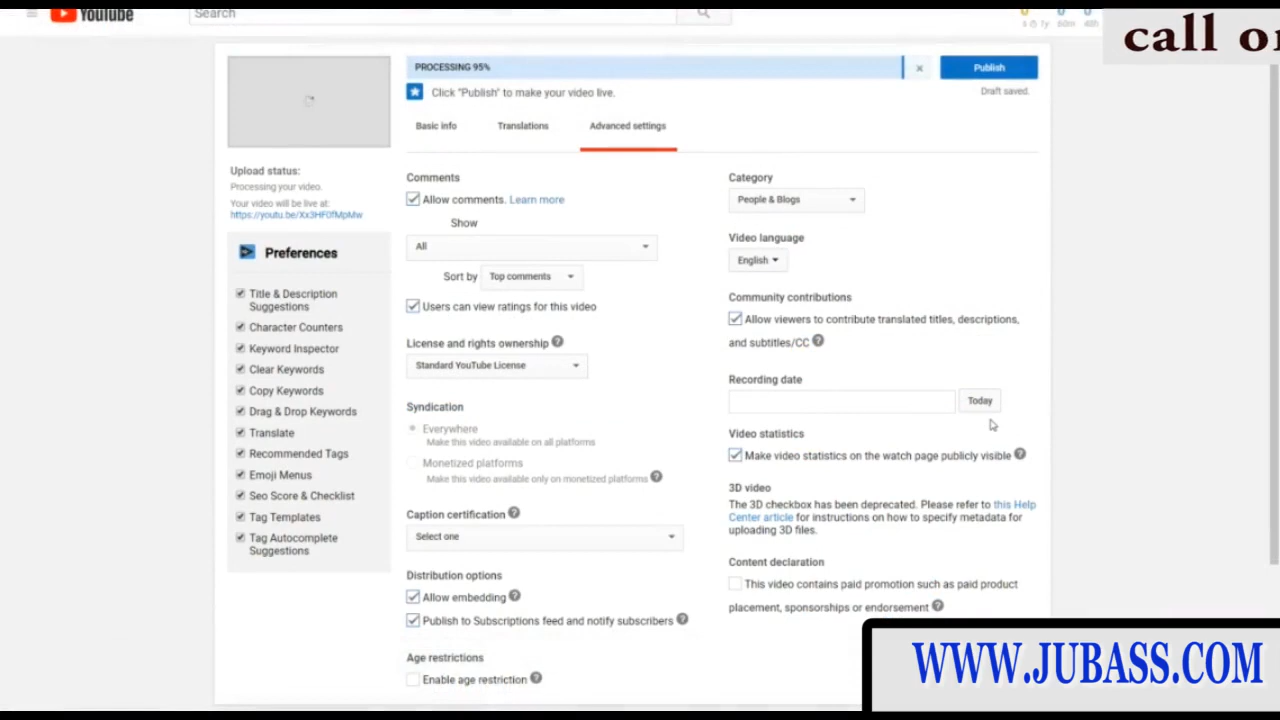 YouTube
Search
call
PROCESSING 95%
Publish
Click "Publish" to make your video live.
Draft saved.
Basic info
Translations
Advanced settings
Upload status:
Processing your video.
Your video will be live at:
https://youtu.be/Xx3HF0fMpMw
Preferences
Title & Description
Suggestions
Character Counters
Keyword Inspector
Clear Keywords
Copy Keywords
Drag & Drop Keywords
Translate
Recommended Tags
Emoji Menus
Seo Score & Checklist
Tag Templates
Tag Autocomplete
Suggestions
Comments
Allow comments. Learn more
Show
All
Sort by Top comments
Users can view ratings for this video
License and rights ownership
Standard YouTube License
Syndication
Everywhere
Make this video available on all platforms
Monetized platforms
Make this video available only on monetized platforms
Caption certification
Select one
Distribution options
Allow embedding
Publish to Subscriptions feed and notify subscribers
Age restrictions
Enable age restriction
Category
People & Blogs
Video language
English
Community contributions
Allow viewers to contribute translated titles, descriptions,
and subtitles/CC
Recording date
Today
Video statistics
Make video statistics on the watch page publicly visible
3D video
The 3D checkbox has been deprecated. Please refer to this Help
Center article for instructions on how to specify metadata for
uploading 3D files.
Content declaration
This video contains paid promotion such as paid product
placement, sponsorships or endorsement
WWW.JUBASS.COM